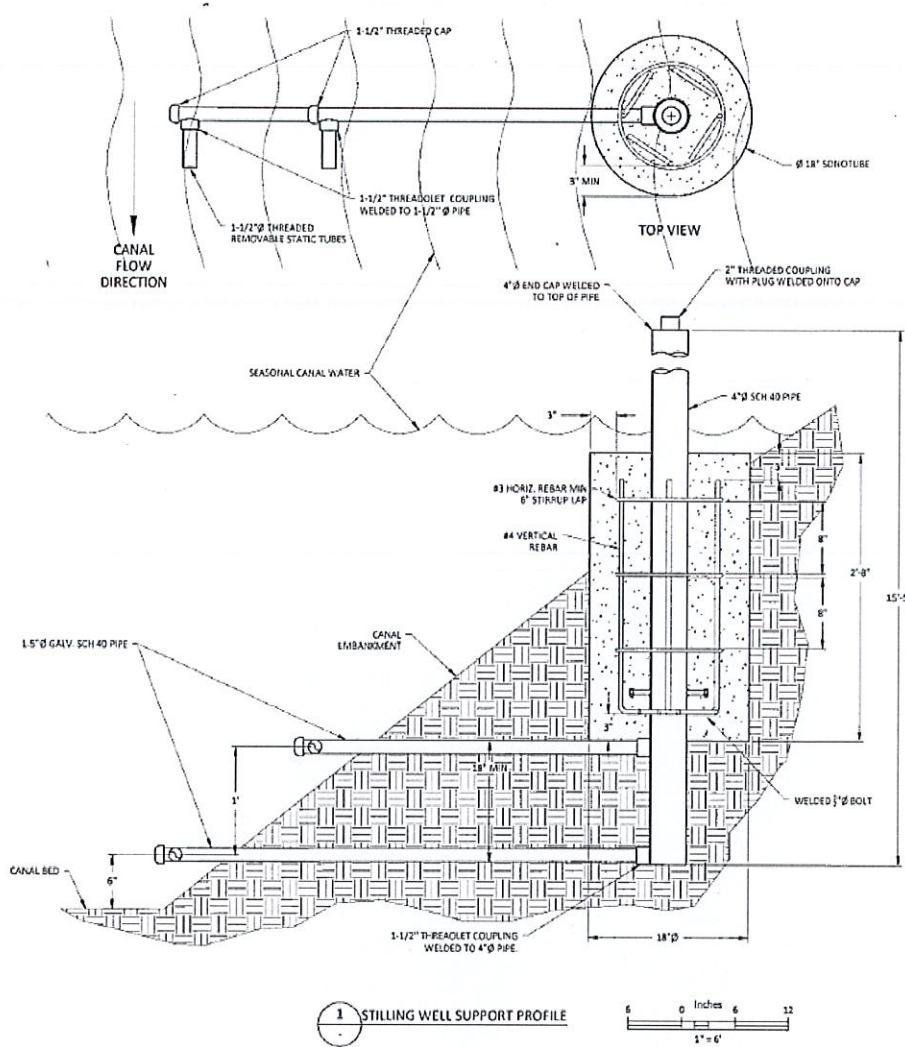 1-1/2" THREADED CAP
Ø 18" SONOTUBE
3" MIN
1-1/2" THREADOLET COUPLING
WELDED TO 1-1/2" Ø PIPE
1-1/2"Ø THREADED
REMOVABLE STATIC TUBES
TOP VIEW
CANAL
FLOW
DIRECTION
2" THREADED COUPLING
WITH PLUG WELDED ONTO CAP
4"Ø END CAP WELDED
TO TOP OF PIPE
SEASONAL CANAL WATER
4"Ø SCH 40 PIPE
3"
3"
#3 HORIZ. REBAR MIN
6" STIRRUP LAP
#4 VERTICAL
REBAR
8"
2'-8"
15'-
8"
1.5"Ø GALV. SCH 40 PIPE
CANAL
EMBANKMENT
3"
3"
18" MIN
1'
WELDED Ø BOLT
CANAL BED
6"
1-1/2" THREAOLET COUPLING
WELDED TO 4"Ø PIPE.
18"Ø
1
-
STILLING WELL SUPPORT PROFILE
Inches
6 0 6 12
1" = 6'